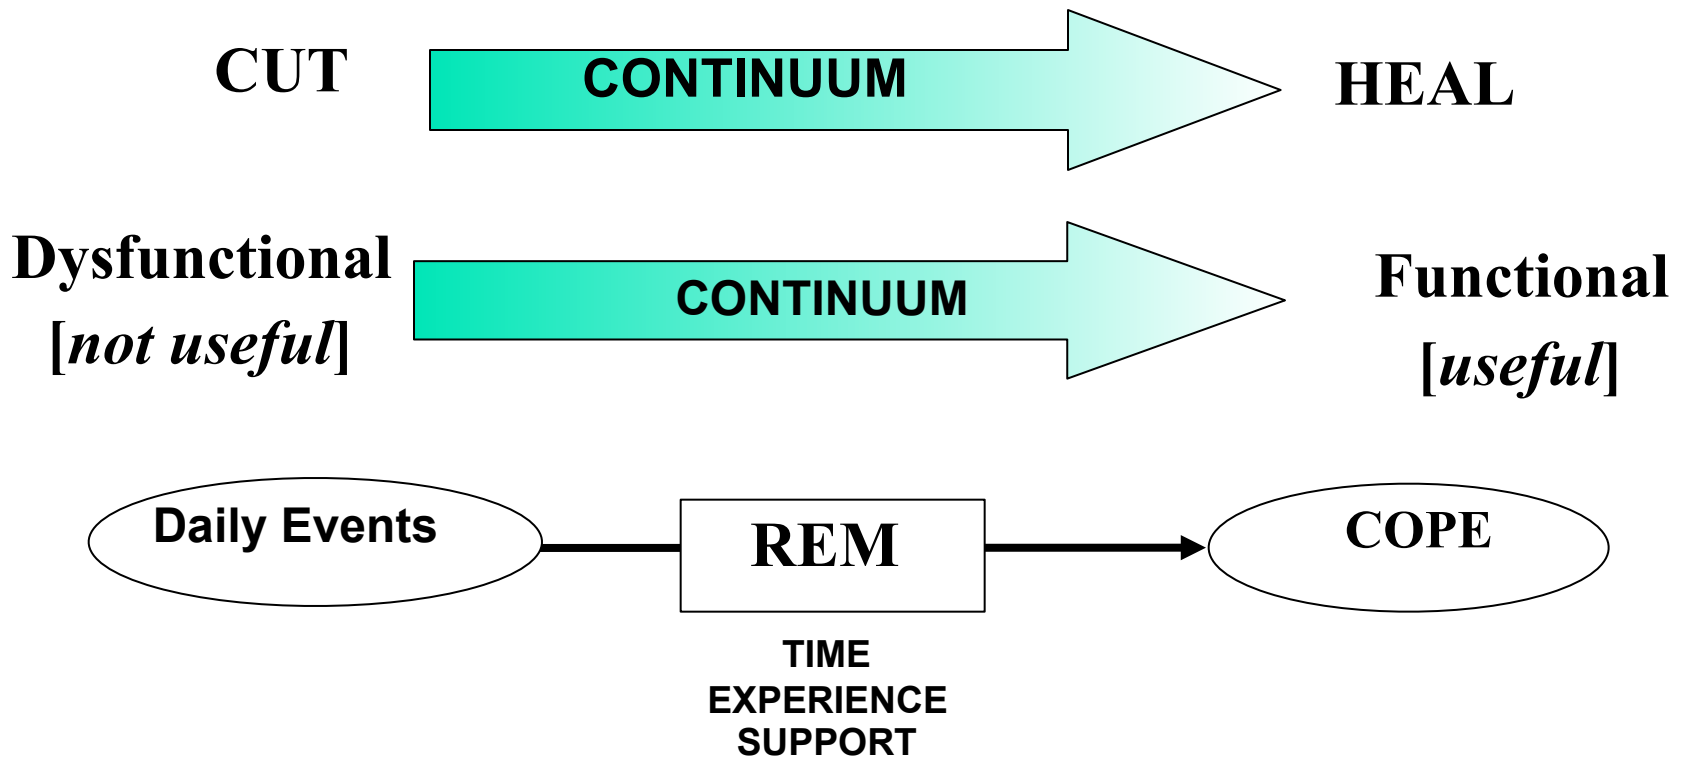 CUT CONTINUUM HEAL
Dysfunctional
[not useful]
CONTINUUM
Functional
[useful]
Daily Events
REM
COPE
TIME
EXPERIENCE
SUPPORT